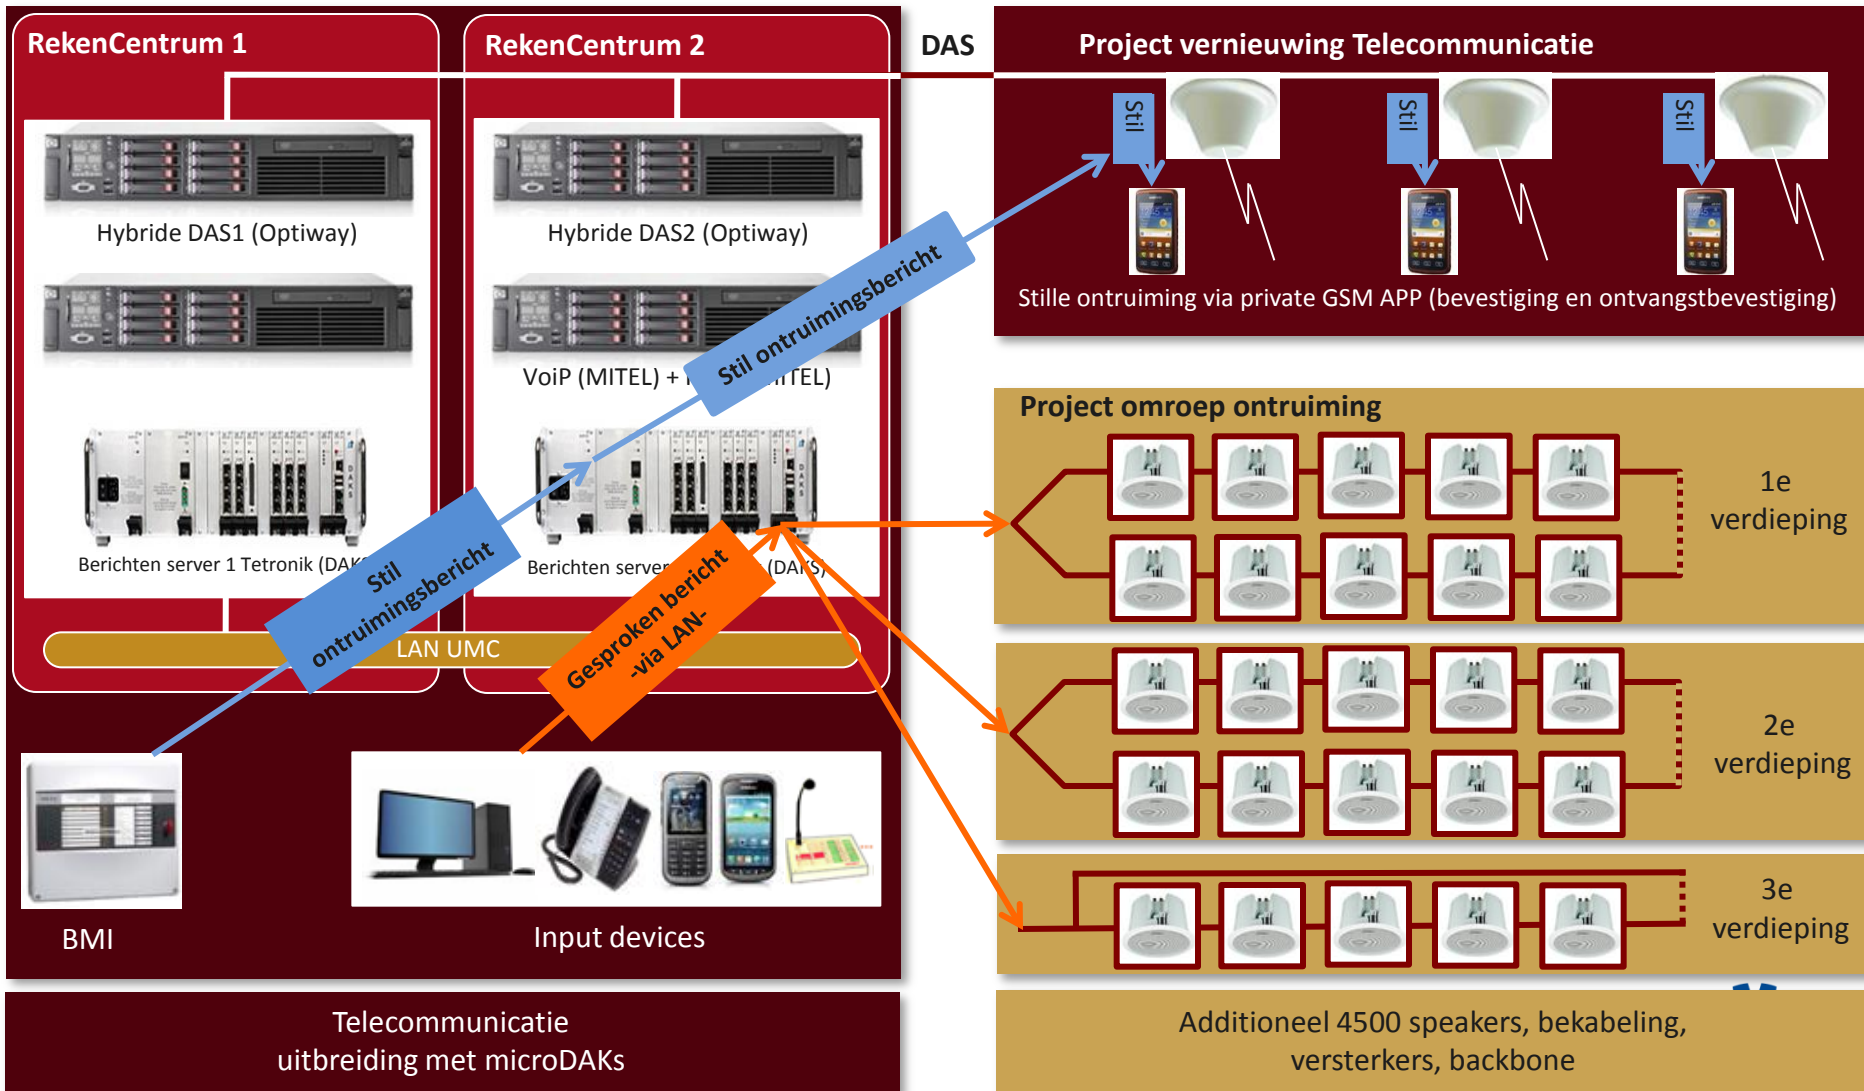 RekenCentrum 1
RekenCentrum 2
DAS
Project vernieuwing Telecommunicatie
Stil
Stil
Stil
Hybride DAS1 (Optiway)
Hybride DAS2 (Optiway)
Stille ontruiming via private GSM APP (bevestiging en ontvangstbevestiging)
Stil ontruimingsbericht
VoiP (MITEL) +
Project omroep ontruiming
1e
verdieping
DAKS
DAKS
Berichten server 1 Tetronik
Berichten server
(DAKS)
Stil
ontruimingsbericht
Gesproken bericht
-via LAN-
LAN UMC
2e
verdieping
3e
verdieping
BMI
Input devices
Telecommunicatie
uitbreiding met microDAKs
Additioneel 4500 speakers, bekabeling,
versterkers, backbone